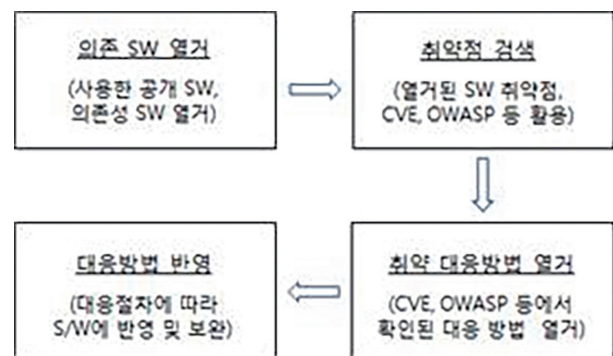 의존 SW 열거
(사용한 공개 SW,
의존성 SW 열거)
취약점 검색
(열거된 SW 취약점,
CVE, OWASP 등 활용)
취약 대응방법 열거
(CVE, OWASP 등에서
확인된 대응 방법 열거)
대응방법 반영
(대응절차에 따라
S/W에 반영 및 보완)